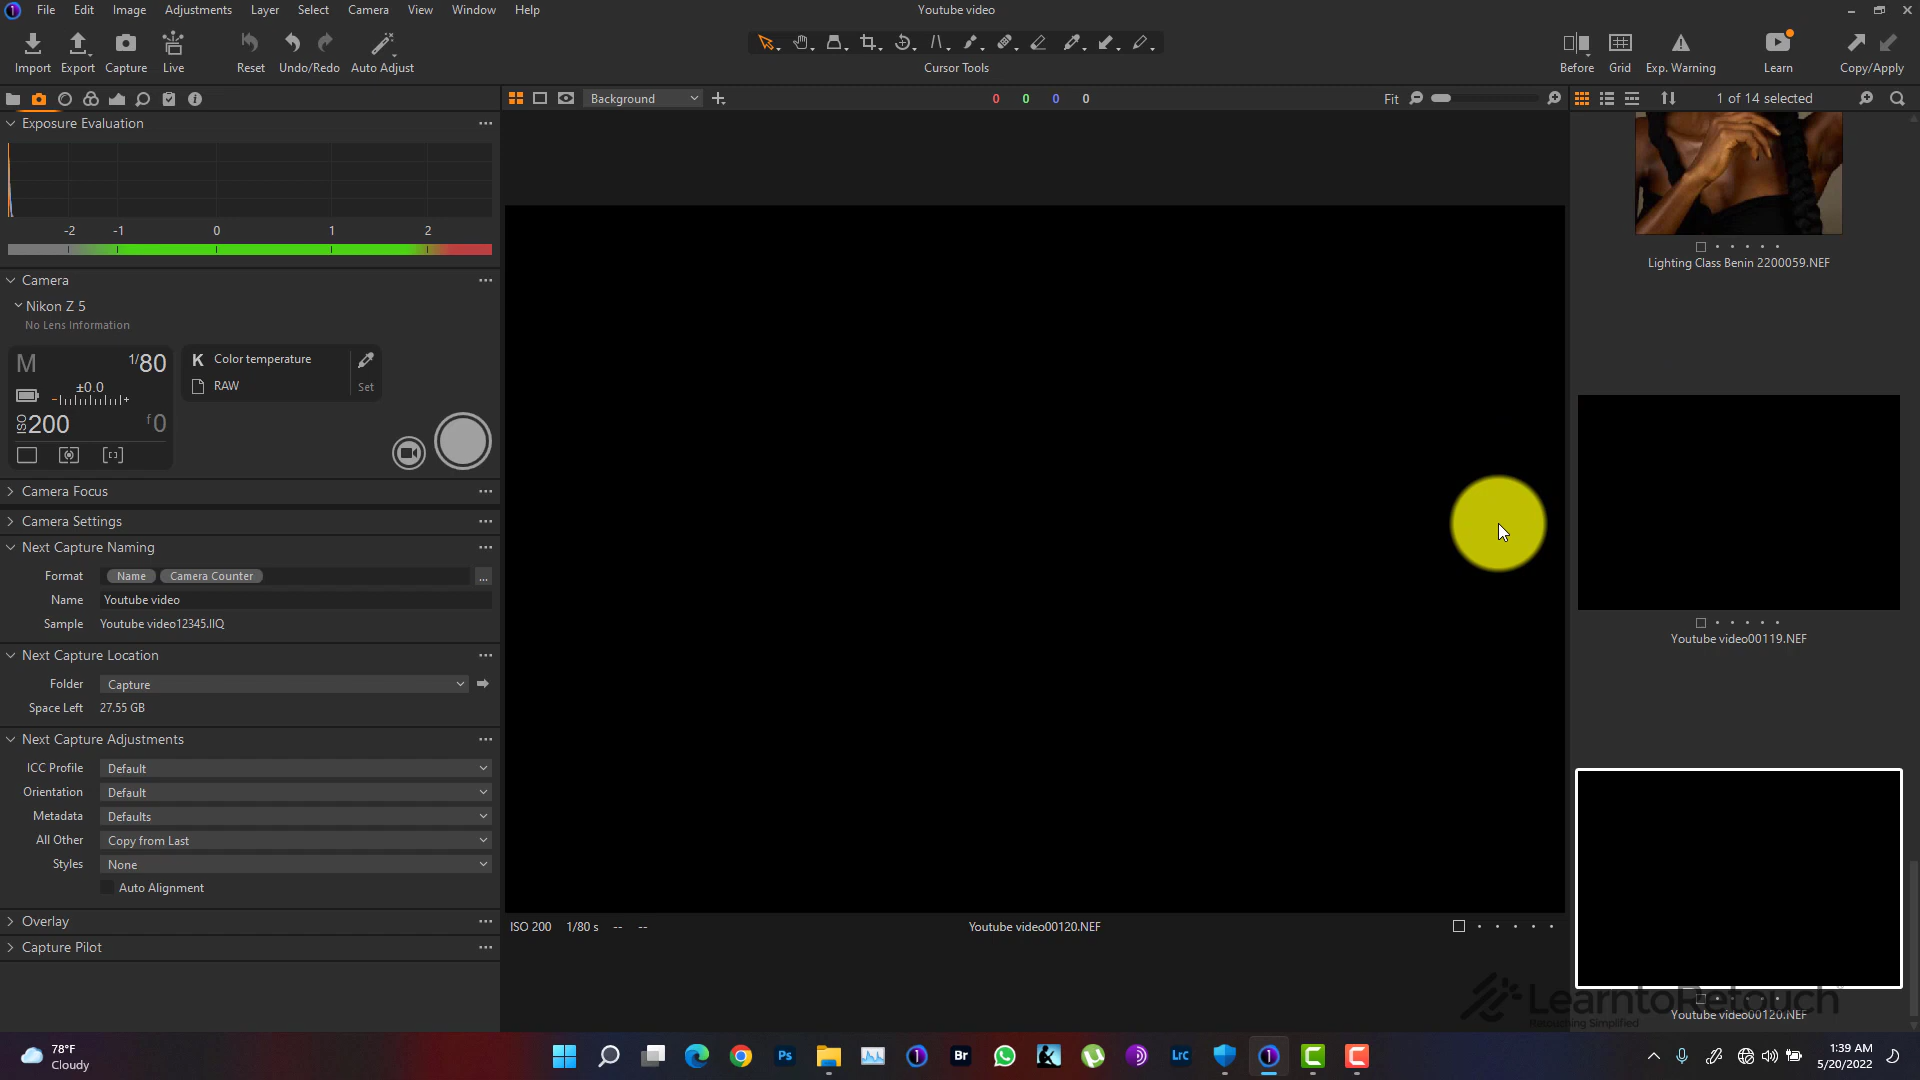 File Edit Image Adjustments Layer Select Camera View Window Help
Youtube video
Import Export Capture Live Reset Undo/Redo Auto Adjust
Cursor Tools
Before Grid Exp. Warning Learn Copy/Apply
Background
0 0 0 0
Fit
1 of 14 selected
Exposure Evaluation
-2 -1 0 1 2
Camera
Nikon Z 5
No Lens Information
M 1/80
±0.0
ISO 200 f 0
K Color temperature
RAW
Set
Camera Focus
Camera Settings
Next Capture Naming
Format Name Camera Counter ...
Name Youtube video
Sample Youtube video12345.IIQ
Next Capture Location
Folder Capture
Space Left 27.55 GB
Next Capture Adjustments
ICC Profile Default
Orientation Default
Metadata Defaults
All Other Copy from Last
Styles None
Auto Alignment
Overlay
Capture Pilot
ISO 200 1/80 s -- --
Youtube video00120.NEF
Lighting Class Benin 2200059.NEF
Youtube video00119.NEF
LearntoRetouch
Retouching Simplified
Youtube video00120.NEF
78°F
Cloudy
Ps
Br
Lrc
1:39 AM
5/20/2022